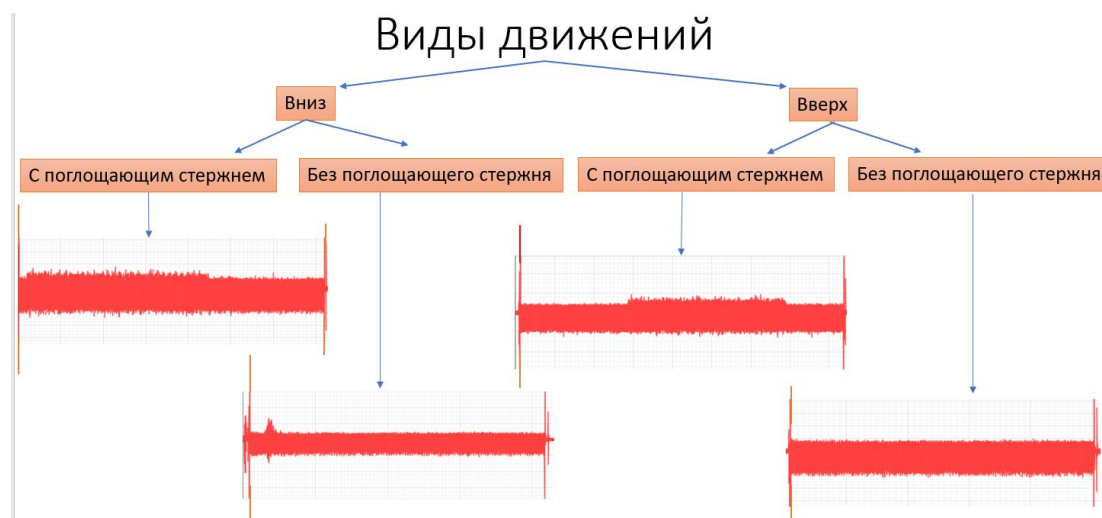 Виды движений
Вниз
Вверх
С поглощающим стержнем
Без поглощающего стержня
С поглощающим стержнем
Без поглощающего стержня